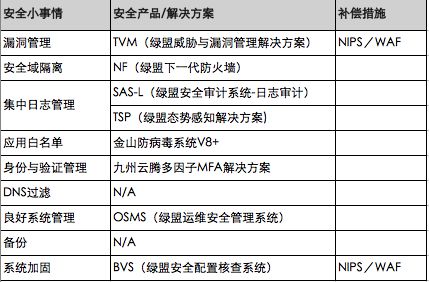 安全小事情 安全产品/解决方案 补偿措施
漏洞管理 TVM（绿盟威胁与漏洞管理解决方案） NIPS／WAF
安全域隔离 NF（绿盟下一代防火墙）
集中日志管理 SAS-L（绿盟安全审计系统-日志审计）
TSP（绿盟态势感知解决方案)
应用白名单 金山防病毒系统V8+
身份与验证管理 九州云腾多因子MFA解决方案
DNS过滤 N/A
良好系统管理 OSMS（绿盟运维安全管理系统）
备份 N/A
系统加固 BVS（绿盟安全配置核查系统） NIPS／WAF